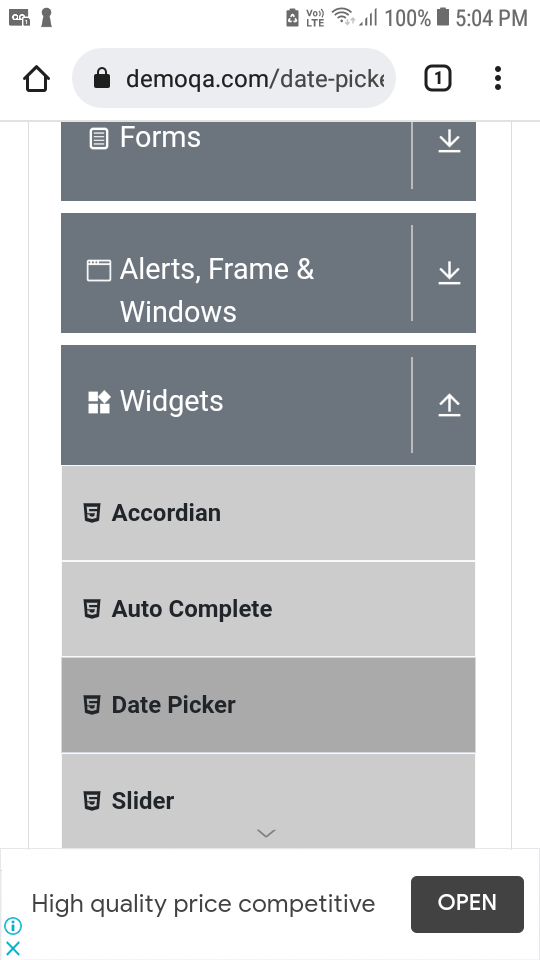 Vo))
LTE
100%
5:04 PM
demoqa.com/date-picke
1
Forms
Alerts, Frame &
Windows
Widgets
Accordian
Auto Complete
Date Picker
Slider
High quality price competitive
OPEN